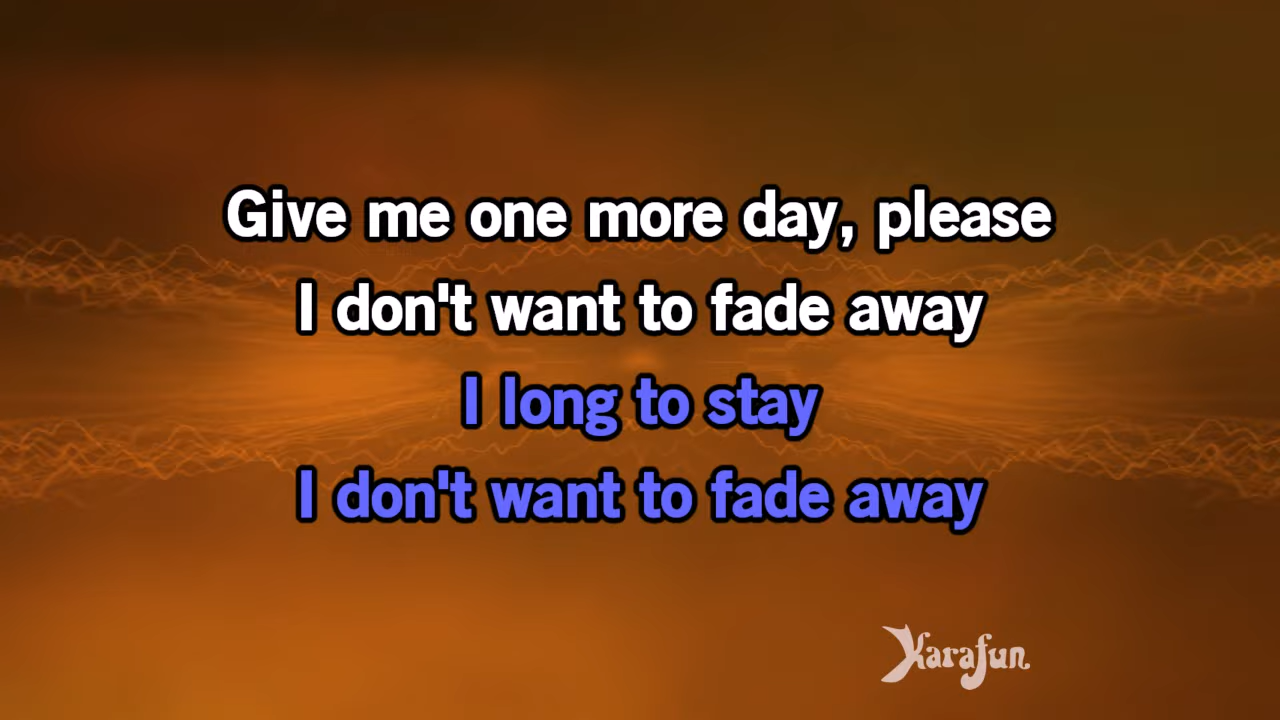 Give me one more day, please
I don't want to fade away
I long to stay
I don't want to fade away
Karafun